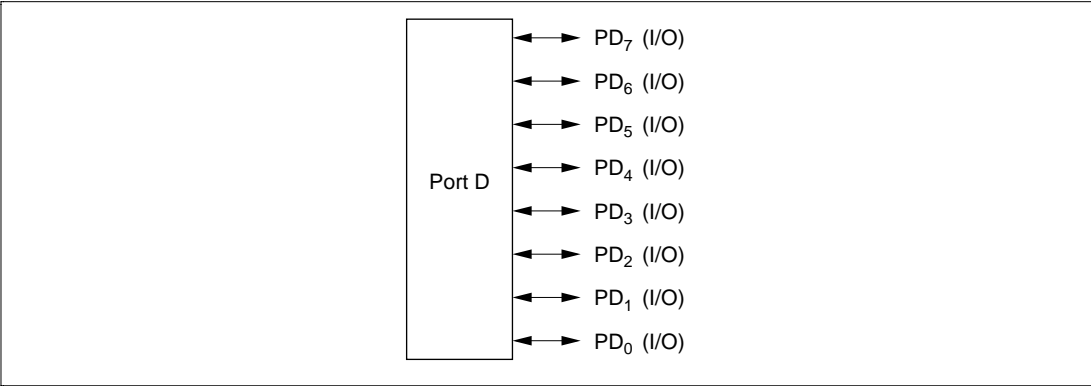 PD7 (I/O)
PD6 (I/O)
PD5 (I/O)
PD4 (I/O)
Port D
PD3 (I/O)
PD2 (I/O)
PD1 (I/O)
PD0 (I/O)